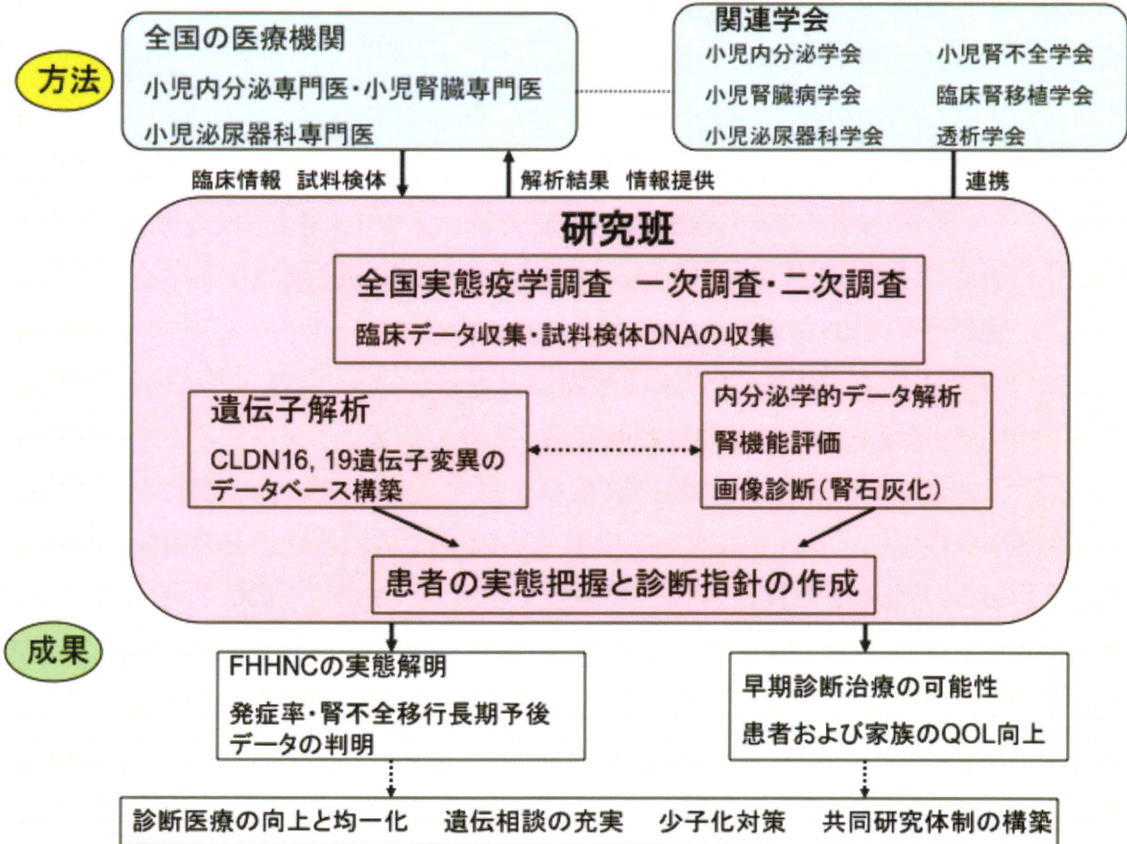 方法
全国の医療機関
小児内分泌専門医・小児腎臓専門医
小児泌尿器科専門医
関連学会
小児内分泌学会 小児腎不全学会
小児腎臓病学会 臨床腎移植学会
小児泌尿器科学会 透析学会
臨床情報 試料検体
解析結果 情報提供
連携
研究班
全国実態疫学調査 一次調査・二次調査
臨床データ収集・試料検体DNAの収集
遺伝子解析
CLDN16, 19遺伝子変異の
データベース構築
内分泌学的データ解析
腎機能評価
画像診断(腎石灰化)
患者の実態把握と診断指針の作成
成果
FHHNCの実態解明
発症率・腎不全移行長期予後
データの判明
早期診断治療の可能性
患者および家族のQOL向上
診断医療の向上と均一化 遺伝相談の充実 少子化対策 共同研究体制の構築